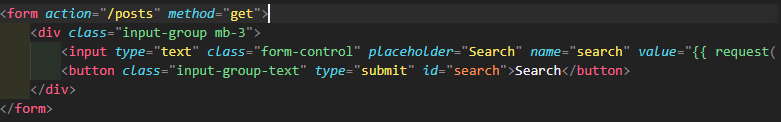 <form action="/posts" method="get">
<div class="input-group mb-3">
<input type="text" class="form-control" placeholder="Search" name="search" value="{{ request(
<button class="input-group-text" type="submit" id="search">Search</button>
</div>
</form>